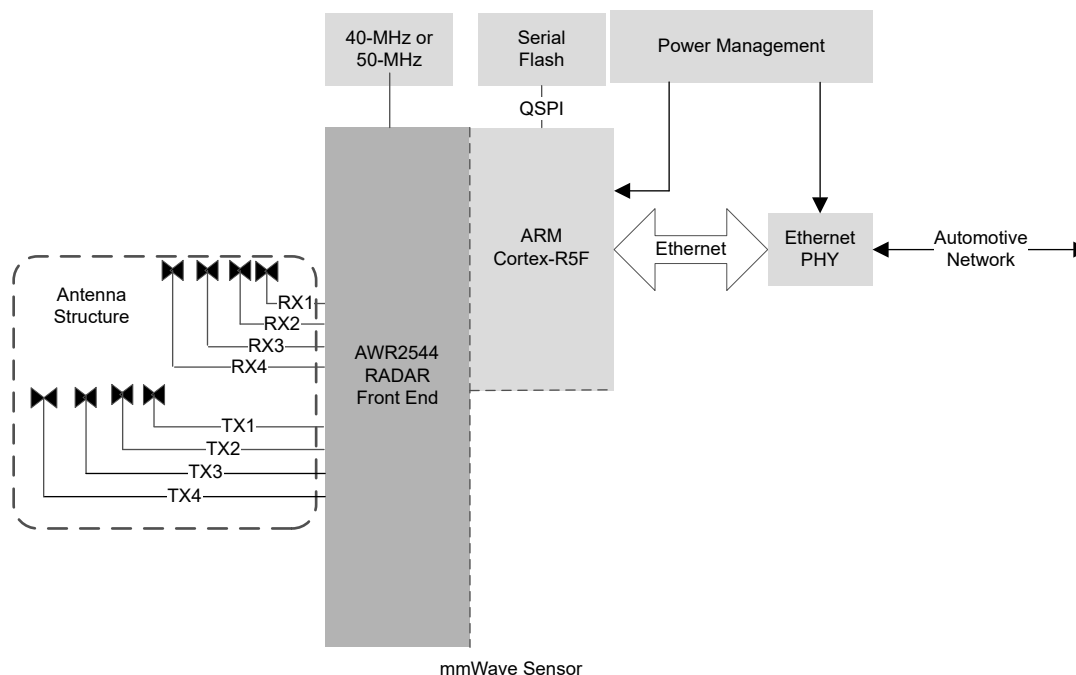 40-MHz or
50-MHz
Serial
Flash
Power Management
QSPI
ARM
Cortex-R5F
Ethernet
Ethernet
PHY
Automotive
Network
Antenna
Structure
RX1
RX2
RX3
RX4
AWR2544
RADAR
Front End
TX1
TX2
TX3
TX4
mmWave Sensor